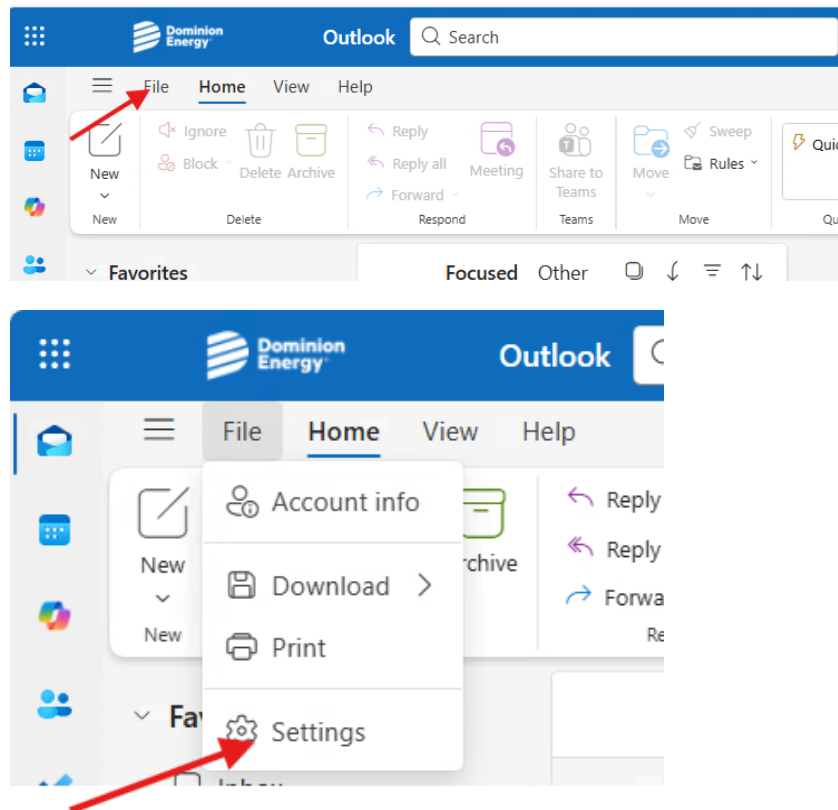 Dominion
Energy
Outlook
Search
File Home View Help
Ignore
Block
Delete Archive
Reply
Reply all
Forward
Meeting
Share to
Teams
Move
Sweep
Rules
New
New
Delete
Respond
Teams
Move
Favorites
Focused Other
Dominion
Energy
Outlook
File Home View Help
Account info
Download
Print
Settings
New
New
Reply
Reply